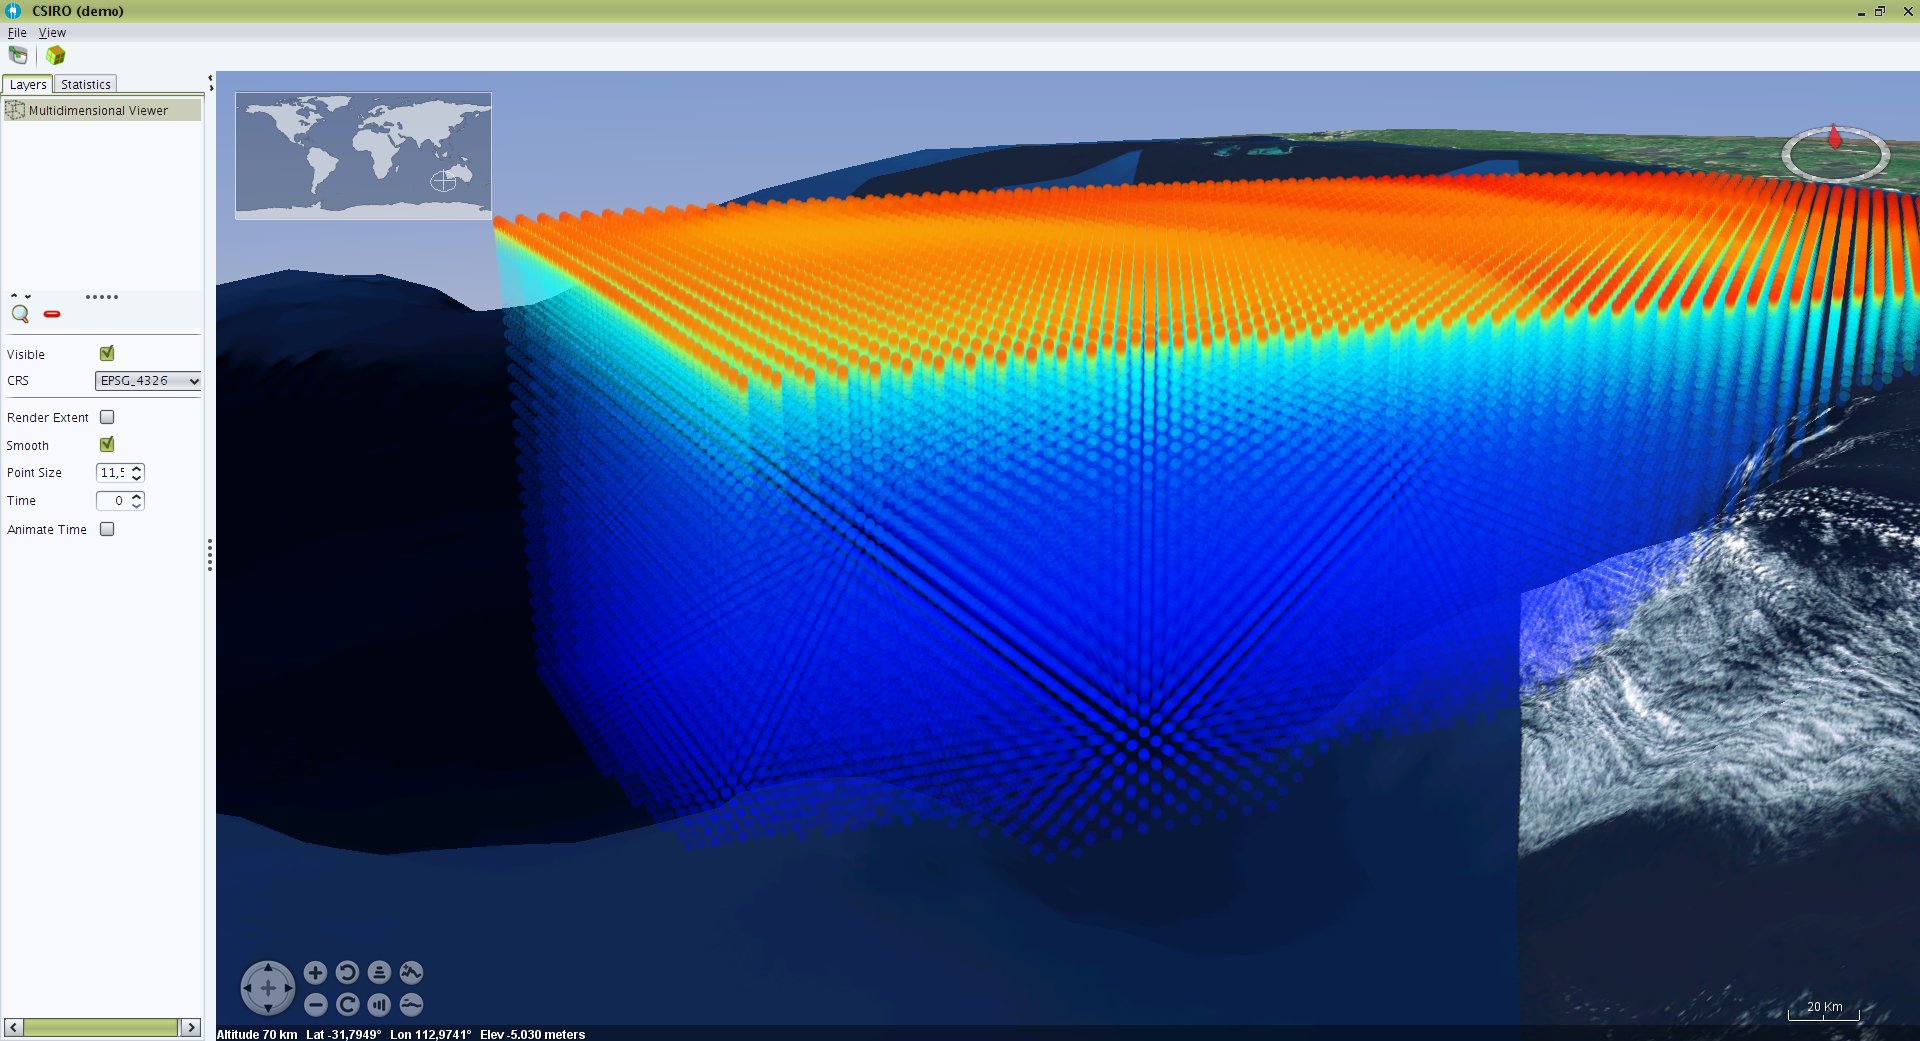 CSIRO (demo)
File View
Layers Statistics
Multidimensional Viewer
Visible
CRS EPSG_4326
Render Extent
Smooth
Point Size 11,5
Time 0
Animate Time
20 Km
Altitude 70 km Lat -31,7949° Lon 112,9741° Elev -5.030 meters